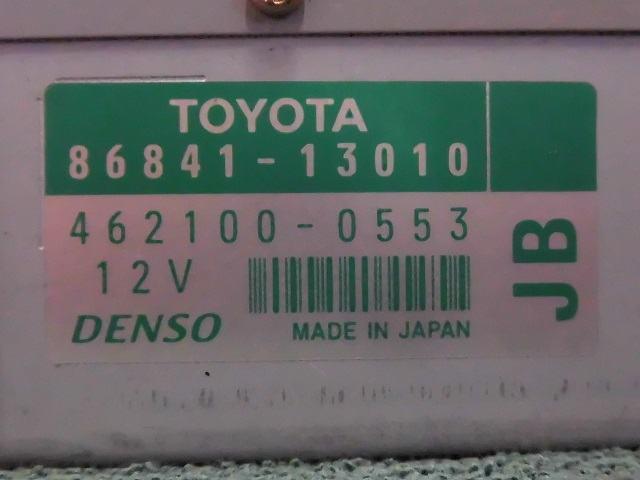 TOYOTA
86841-13010
462100-0553
12V
DENSO
MADE IN JAPAN
JB